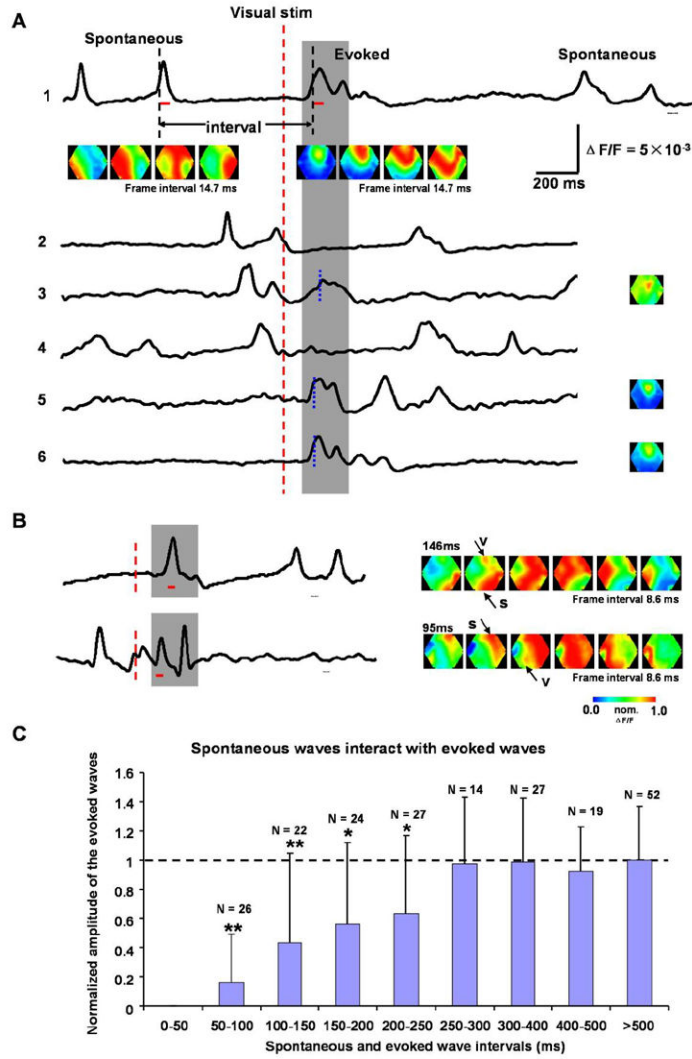 A
Visual stim
Spontaneous
Evoked
Spontaneous
1
interval
Frame interval 14.7 ms
Frame interval 14.7 ms
Δ F/F = 5×10⁻³
200 ms
2
3
4
5
6
B
146ms
V
S
Frame interval 8.6 ms
95ms
S
V
Frame interval 8.6 ms
0.0 nom. 1.0
Δ F/F
C
Spontaneous waves interact with evoked waves
Normalized amplitude of the evoked waves
1.6
1.4
1.2
1
0.8
0.6
0.4
0.2
0
N = 26
**
N = 22
**
N = 24
*
N = 27
*
N = 14
N = 27
N = 19
N = 52
0-50 50-100 100-150 150-200 200-250 250-300 300-400 400-500 >500
Spontaneous and evoked wave intervals (ms)